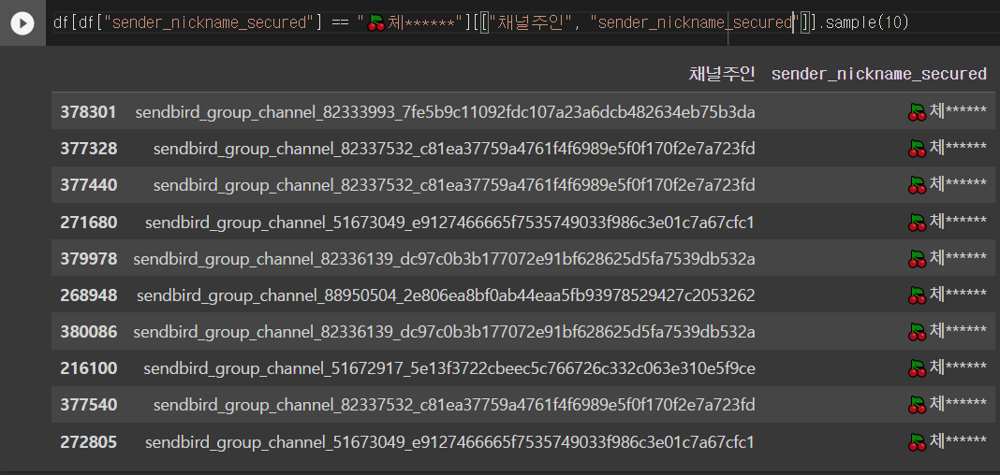 df[df["sender_nickname_secured"] == "🍒체******"][["채널주인", "sender_nickname_secured"]].sample(10)
채널주인 sender_nickname_secured
378301 sendbird_group_channel_82333993_7fe5b9c11092fdc107a23a6dcb482634eb75b3da 🍒체******
377328 sendbird_group_channel_82337532_c81ea37759a4761f4f6989e5f0f170f2e7a723fd 🍒체******
377440 sendbird_group_channel_82337532_c81ea37759a4761f4f6989e5f0f170f2e7a723fd 🍒체******
271680 sendbird_group_channel_51673049_e9127466665f7535749033f986c3e01c7a67cfc1 🍒체******
379978 sendbird_group_channel_82336139_dc97c0b3b177072e91bf628625d5fa7539db532a 🍒체******
268948 sendbird_group_channel_88950504_2e806ea8bf0ab44eaa5fb93978529427c2053262 🍒체******
380086 sendbird_group_channel_82336139_dc97c0b3b177072e91bf628625d5fa7539db532a 🍒체******
216100 sendbird_group_channel_51672917_5e13f3722cbeec5c766726c332c063e310e5f9ce 🍒체******
377540 sendbird_group_channel_82337532_c81ea37759a4761f4f6989e5f0f170f2e7a723fd 🍒체******
272805 sendbird_group_channel_51673049_e9127466665f7535749033f986c3e01c7a67cfc1 🍒체******